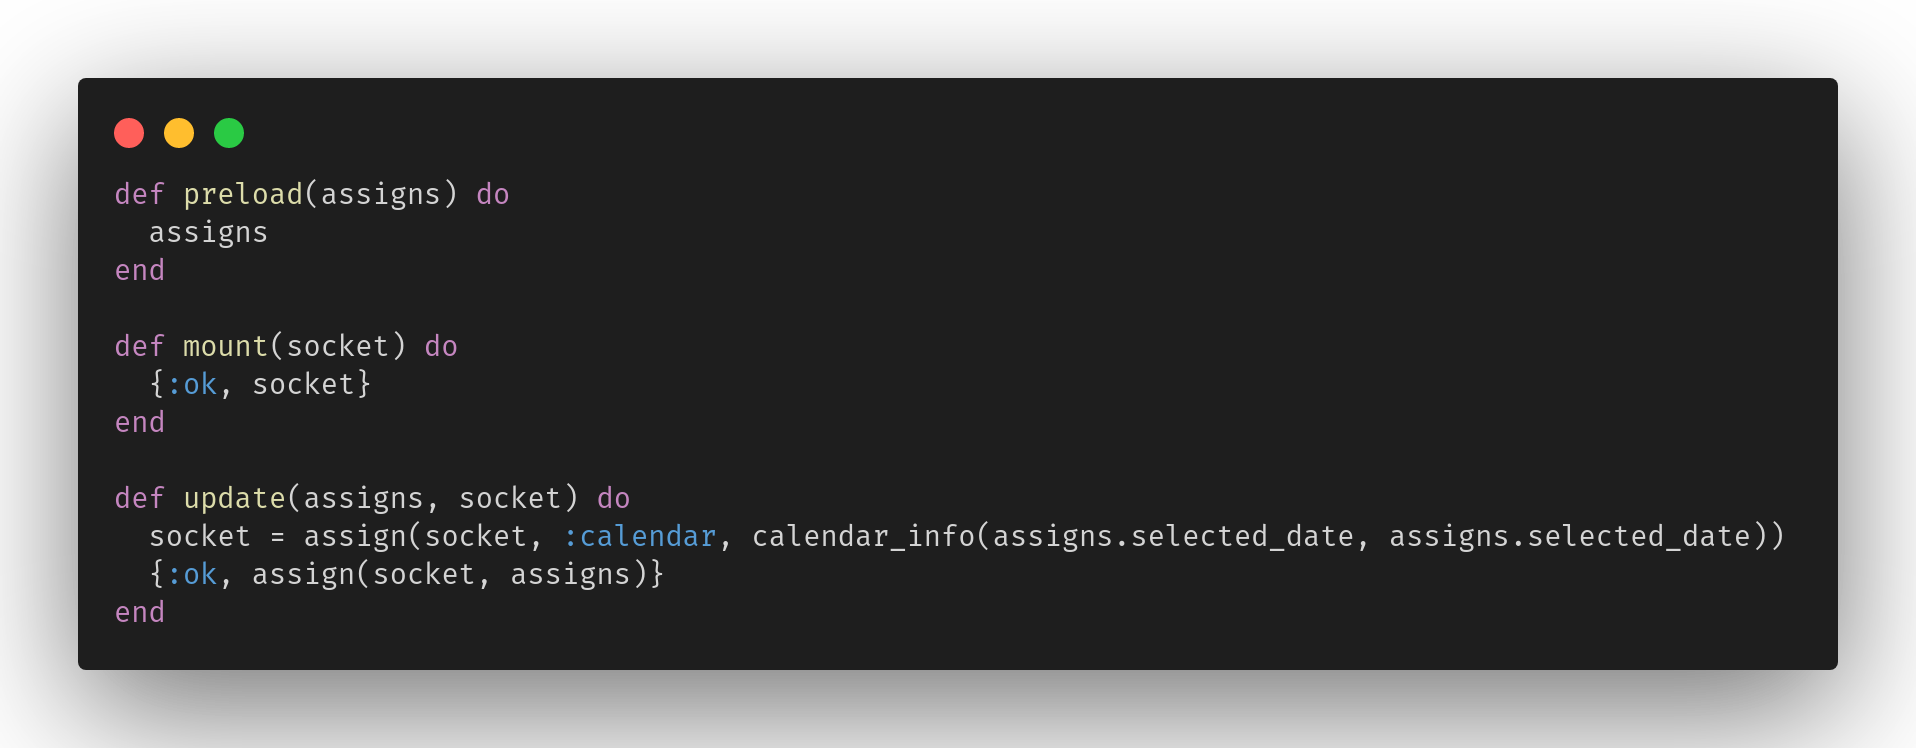 def preload(assigns) do
  assigns
end

def mount(socket) do
  {:ok, socket}
end

def update(assigns, socket) do
  socket = assign(socket, :calendar, calendar_info(assigns.selected_date, assigns.selected_date))
  {:ok, assign(socket, assigns)}
end